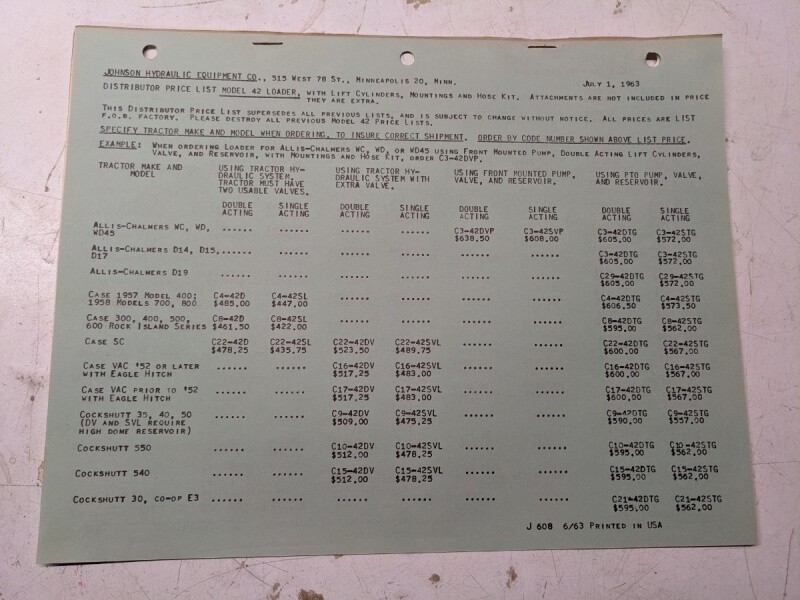 JOHNSON HYDRAULIC EQUIPMENT CO., 515 WEST 78 ST., MINNEAPOLIS 20, MINN. JULY 1, 1963
DISTRIBUTOR PRICE LIST MODEL 42 LOADER, WITH LIFT CYLINDERS, MOUNTINGS AND HOSE KIT. ATTACHMENTS ARE NOT INCLUDED IN PRICE
THEY ARE EXTRA.
THIS DISTRIBUTOR PRICE LIST SUPERSEDES ALL PREVIOUS LISTS, AND IS SUBJECT TO CHANGE WITHOUT NOTICE. ALL PRICES ARE LIST
F.O.B. FACTORY. PLEASE DESTROY ALL PREVIOUS MODEL 42 PRICE LISTS.
SPECIFY TRACTOR MAKE AND MODEL WHEN ORDERING, TO INSURE CORRECT SHIPMENT. ORDER BY CODE NUMBER SHOWN ABOVE LIST PRICE.
EXAMPLE: WHEN ORDERING LOADER FOR ALLIS-CHALMERS WC, WD, OR WD45 USING FRONT MOUNTED PUMP, DOUBLE ACTING LIFT CYLINDERS,
VALVE, AND RESERVOIR, WITH MOUNTINGS AND HOSE KIT, ORDER C3-42DVP.
TRACTOR MAKE AND USING TRACTOR HY- USING TRACTOR HY- USING FRONT MOUNTED PUMP, USING PTO PUMP, VALVE,
MODEL DRAULIC SYSTEM. DRAULIC SYSTEM WITH VALVE, AND RESERVOIR. AND RESERVOIR.
TRACTOR MUST HAVE EXTRA VALVE.
TWO USABLE VALVES.
DOUBLE SINGLE DOUBLE SINGLE DOUBLE SINGLE DOUBLE SINGLE
ACTING ACTING ACTING ACTING ACTING ACTING ACTING ACTING
ALLIS-CHALMERS WC, WD, ...... ...... ...... ...... C3-42DVP C3-42SVP C3-42DTG C3-42STG
WD45 $638.50 $608.00 $605.00 $572.00
ALLIS-CHALMERS D14, D15, ...... ...... ...... ...... ...... ...... C3-42DTG C3-42STG
D17 $605.00 $572.00
ALLIS-CHALMERS D19 ...... ...... ...... ...... ...... ...... C29-42DTG C29-42STG
$605.00 $572.00
CASE 1957 MODEL 400; C4-42D C4-42SL ...... ...... ...... ...... C4-42DTG C4-42STG
1958 MODELS 700, 800 $485.00 $447.00 $606.50 $573.50
CASE 300, 400, 500, C8-42D C8-42SL ...... ...... ...... ...... C8-42DTG C8-42STG
600 ROCK ISLAND SERIES $461.50 $422.00 $595.00 $562.00
CASE SC C22-42D C22-42SL C22-42DV C22-42SVL ...... ...... C22-42DTG C22-42STG
$478.25 $435.75 $523.50 $489.75 $600.00 $567.00
CASE VAC '52 OR LATER ...... ...... C16-42DV C16-42SVL ...... ...... C16-42DTG C16-42STG
WITH EAGLE HITCH $517.25 $483.00 $600.00 $567.00
CASE VAC PRIOR TO '52 ...... ...... C17-42DV C17-42SVL ...... ...... C17-42DTG C17-42STG
WITH EAGLE HITCH $517.25 $483.00 $600.00 $567.00
COCKSHUTT 35, 40, 50 ...... ...... C9-42DV C9-42SVL ...... ...... C9-42DTG C9-42STG
(DV AND SVL REQUIRE $509.00 $475.25 $590.00 $557.00
HIGH DOME RESERVOIR)
COCKSHUTT 550 ...... ...... C10-42DV C10-42SVL ...... ...... C10-42DTG C10-42STG
$512.00 $478.25 $595.00 $562.00
COCKSHUTT 540 ...... ...... C15-42DV C15-42SVL ...... ...... C15-42DTG C15-42STG
$512.00 $478.25 $595.00 $562.00
COCKSHUTT 30, CO-OP E3 ...... ...... ...... ...... ...... ...... C21-42DTG C21-42STG
$595.00 $562.00
J 608 6/63 PRINTED IN USA